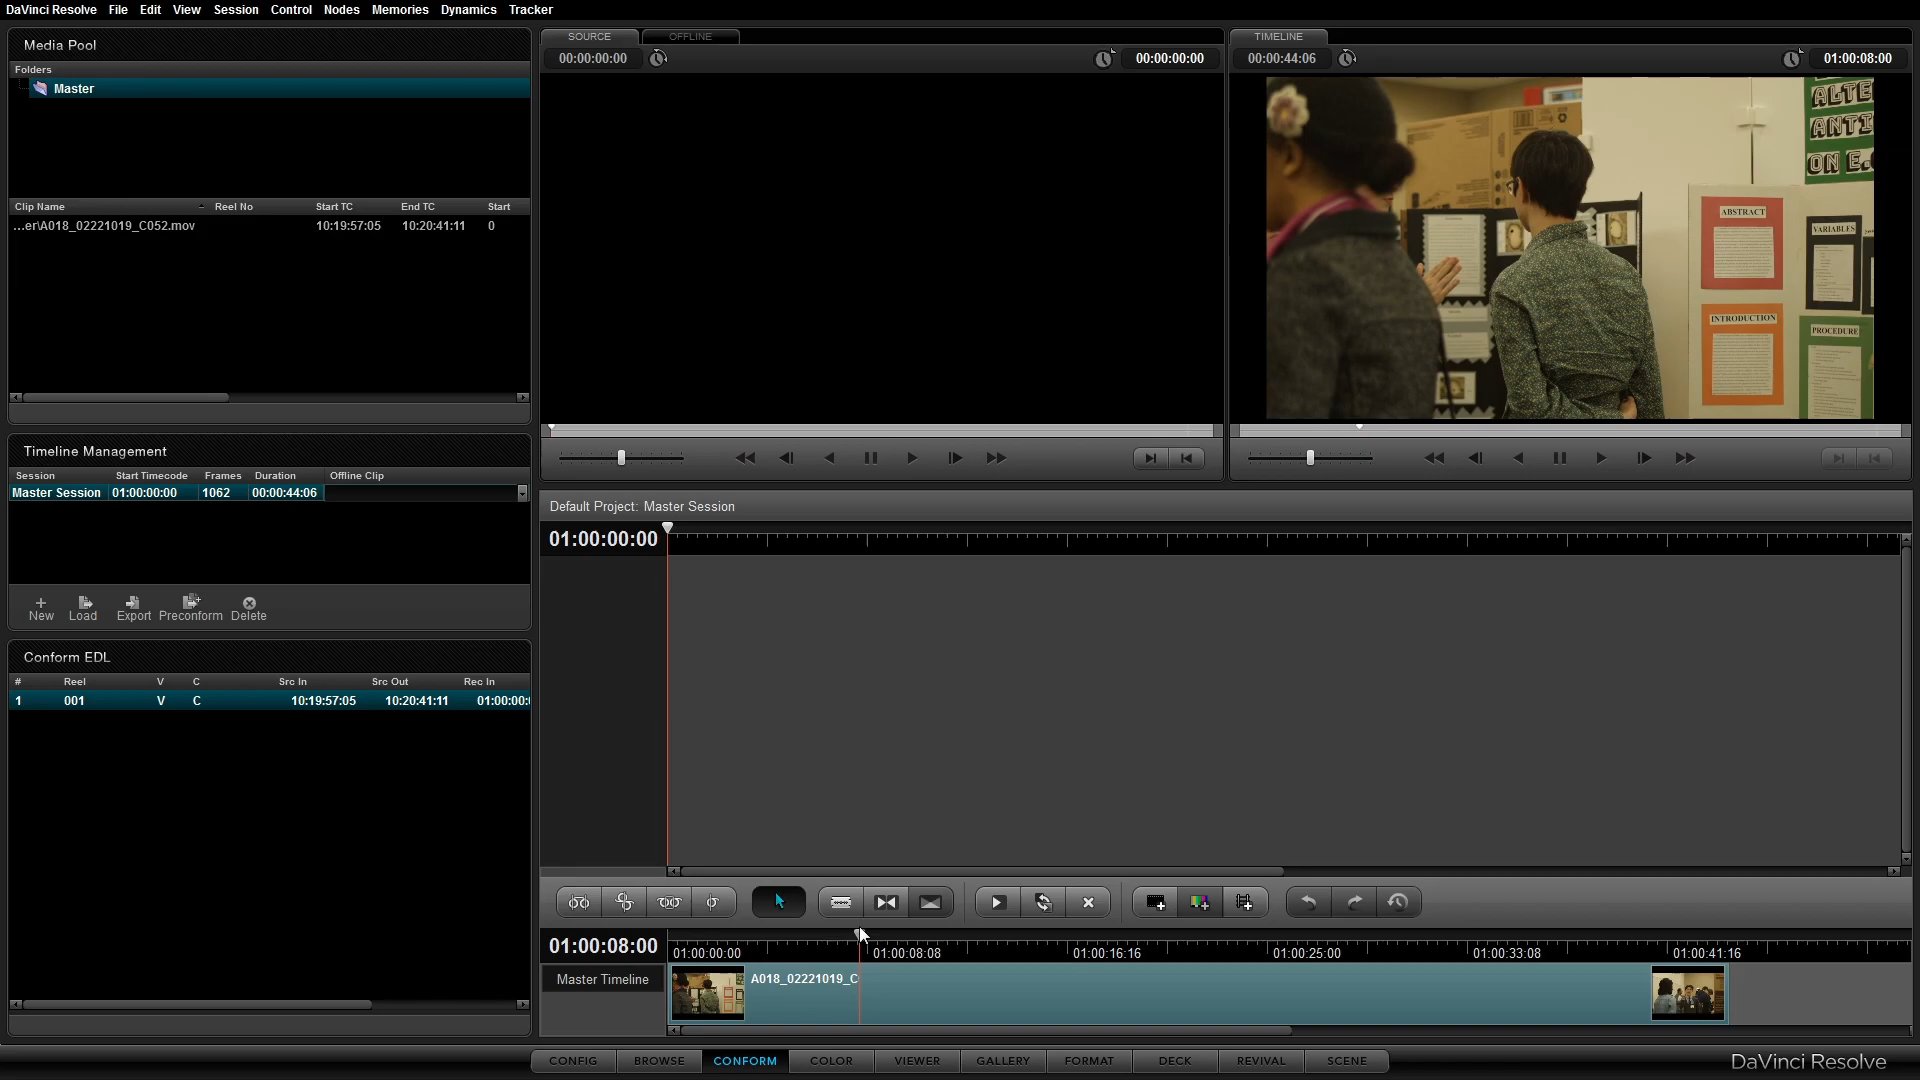 DaVinci Resolve File Edit View Session Control Nodes Memories Dynamics Tracker
Media Pool
Folders
Master
Clip Name Reel No Start TC End TC Start
...er\A018_02221019_C052.mov 10:19:57:05 10:20:41:11 0
Timeline Management
Session Start Timecode Frames Duration Offline Clip
Master Session 01:00:00:00 1062 00:00:44:06
New Load Export Preconform Delete
Conform EDL
# Reel V C Src In Src Out Rec In
1 001 V C 10:19:57:05 10:20:41:11 01:00:00:
SOURCE OFFLINE
00:00:00:00 00:00:00:00
TIMELINE
00:00:44:06 01:00:08:00
ALTE
ANTI
ON E.
ABSTRACT
VARIABLES
INTRODUCTION
PROCEDURE
Default Project: Master Session
01:00:00:00
01:00:08:00
01:00:00:00 01:00:08:08 01:00:16:16 01:00:25:00 01:00:33:08 01:00:41:16
Master Timeline
A018_02221019_C
CONFIG BROWSE CONFORM COLOR VIEWER GALLERY FORMAT DECK REVIVAL SCENE
DaVinci Resolve